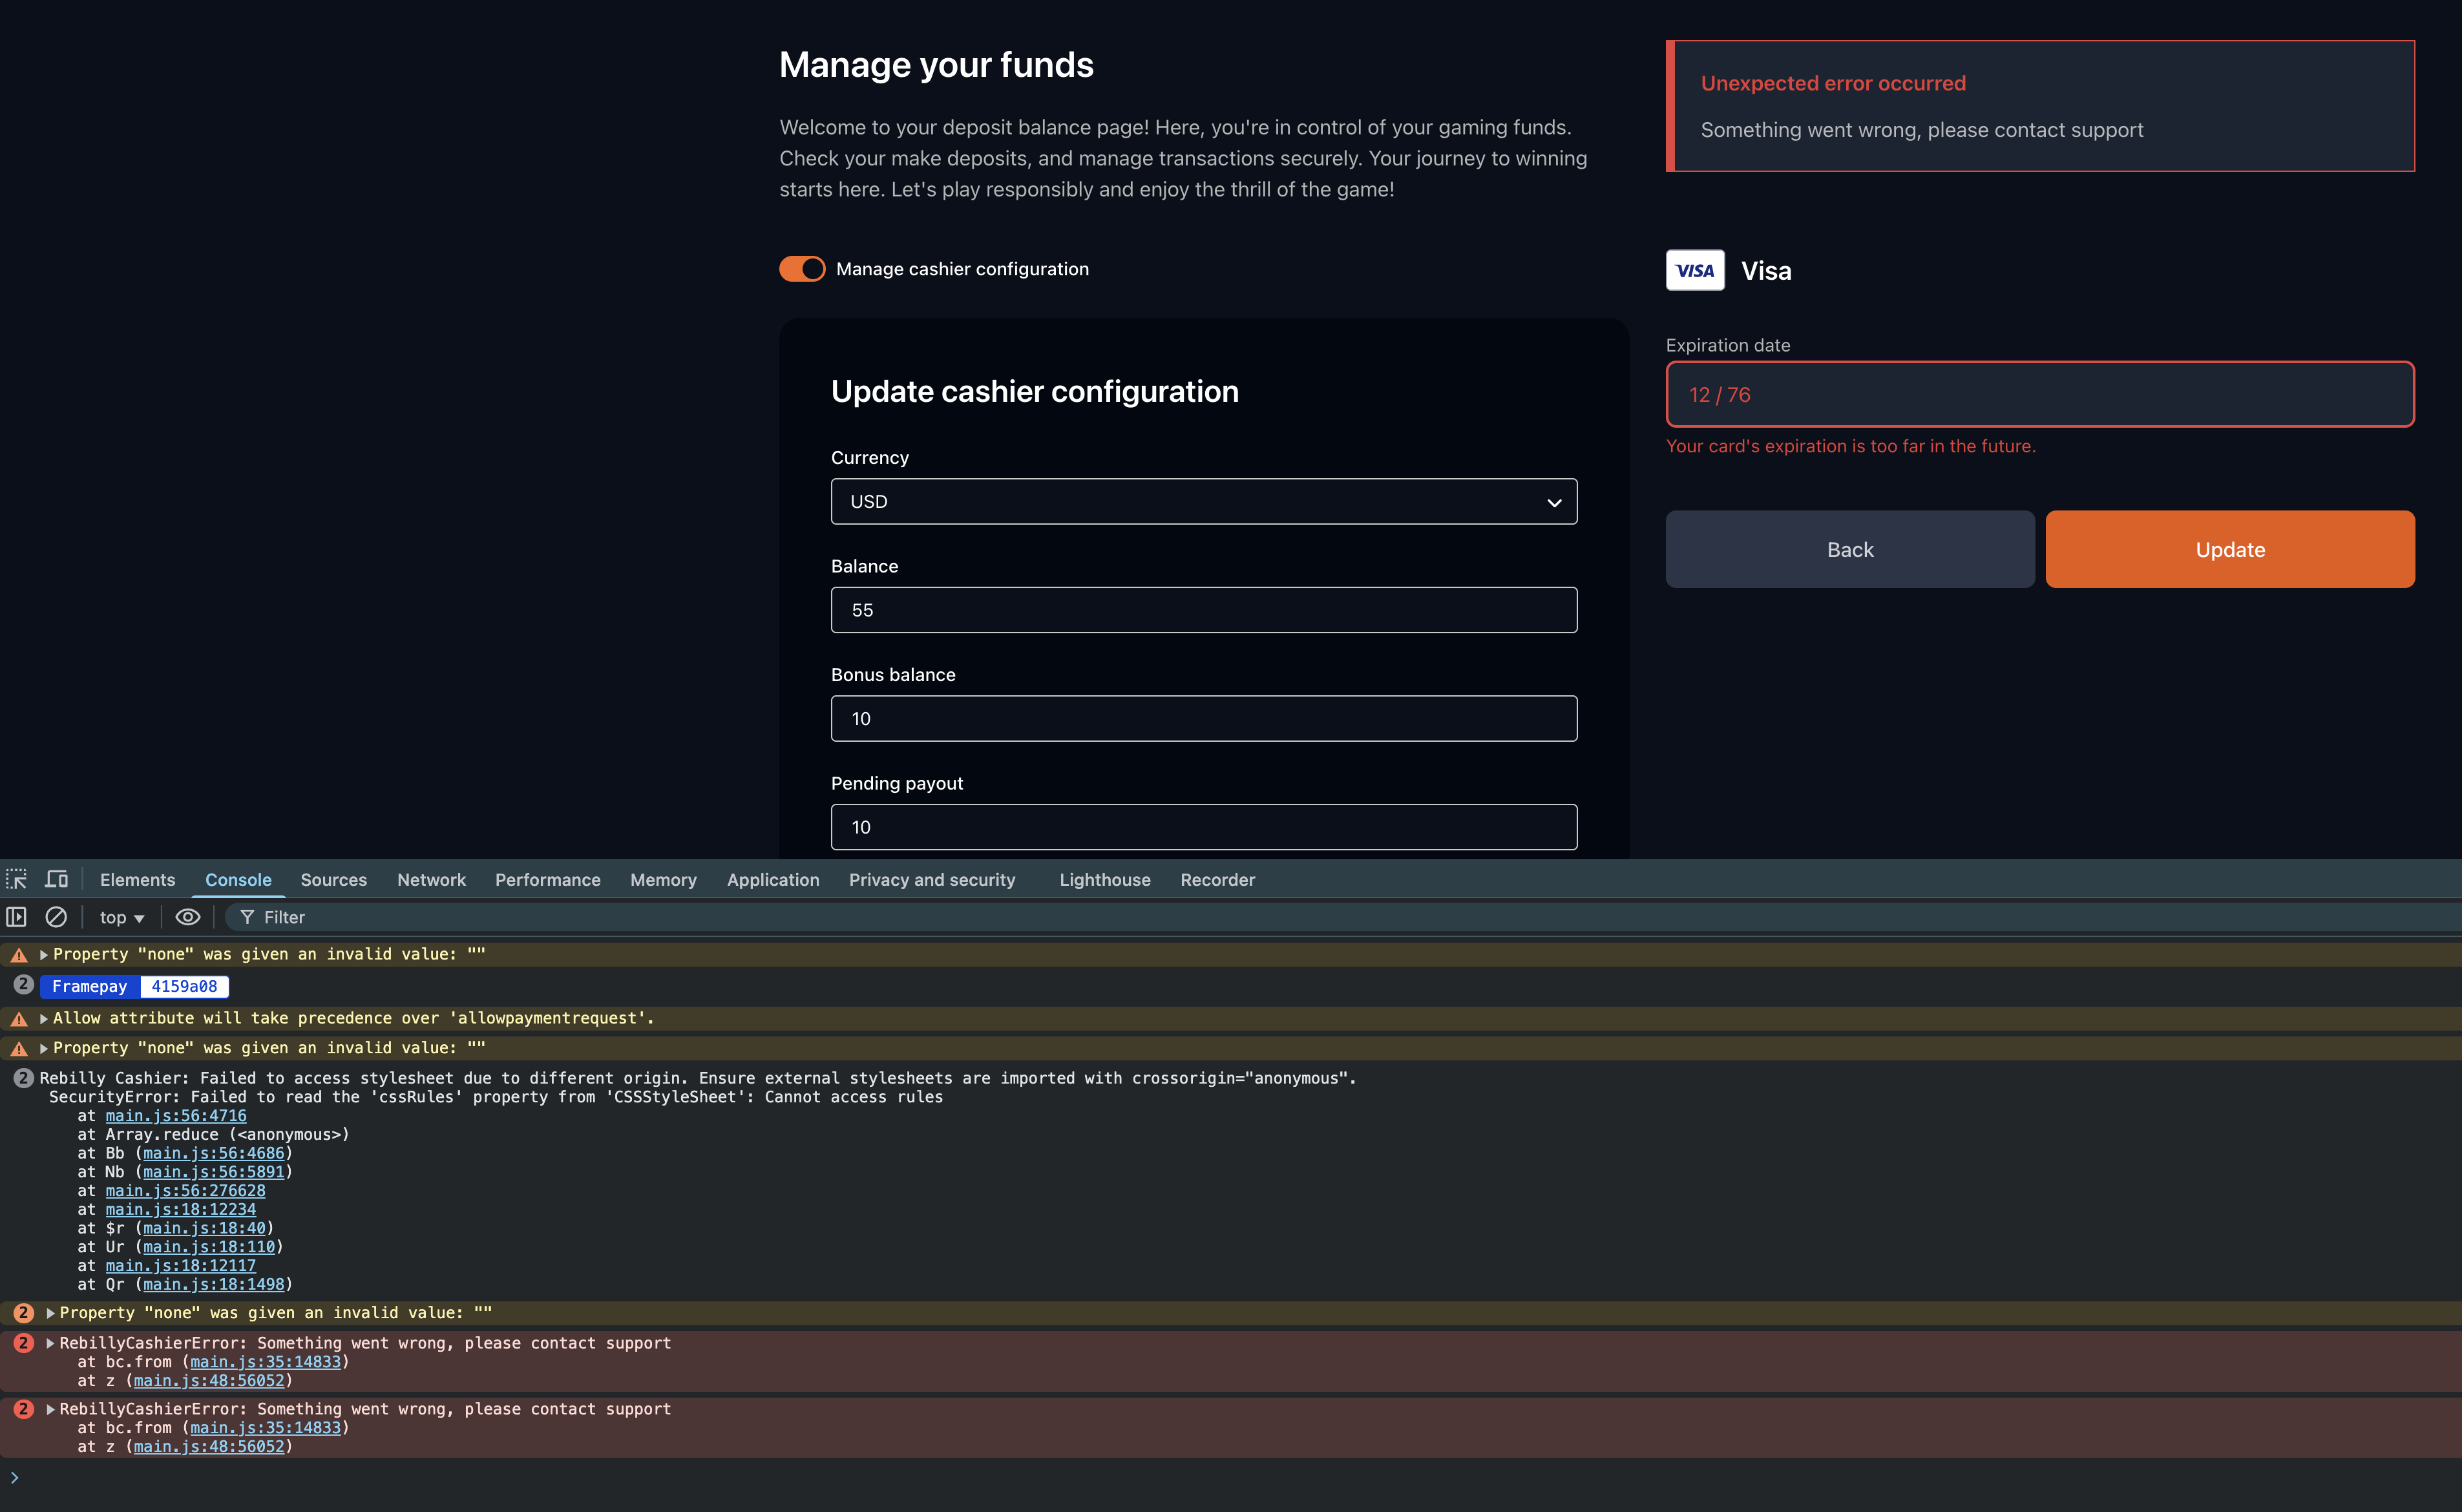 Manage your funds
Welcome to your deposit balance page! Here, you're in control of your gaming funds.
Check your make deposits, and manage transactions securely. Your journey to winning
starts here. Let's play responsibly and enjoy the thrill of the game!
Manage cashier configuration
Update cashier configuration
Currency
USD
Balance
55
Bonus balance
10
Pending payout
10
Unexpected error occurred
Something went wrong, please contact support
VISA Visa
Expiration date
12 / 76
Your card's expiration is too far in the future.
Back Update
Elements Console Sources Network Performance Memory Application Privacy and security Lighthouse Recorder
top Filter
Property "none" was given an invalid value: ""
2 Framepay 4159a08
Allow attribute will take precedence over 'allowpaymentrequest'.
Property "none" was given an invalid value: ""
2 Rebilly Cashier: Failed to access stylesheet due to different origin. Ensure external stylesheets are imported with crossorigin="anonymous".
SecurityError: Failed to read the 'cssRules' property from 'CSSStyleSheet': Cannot access rules
at main.js:56:4716
at Array.reduce (<anonymous>)
at Bb (main.js:56:4686)
at Nb (main.js:56:5891)
at main.js:56:276628
at main.js:18:12234
at $r (main.js:18:40)
at Ur (main.js:18:110)
at main.js:18:12117
at Qr (main.js:18:1498)
2 Property "none" was given an invalid value: ""
2 RebillyCashierError: Something went wrong, please contact support
at bc.from (main.js:35:14833)
at z (main.js:48:56052)
2 RebillyCashierError: Something went wrong, please contact support
at bc.from (main.js:35:14833)
at z (main.js:48:56052)